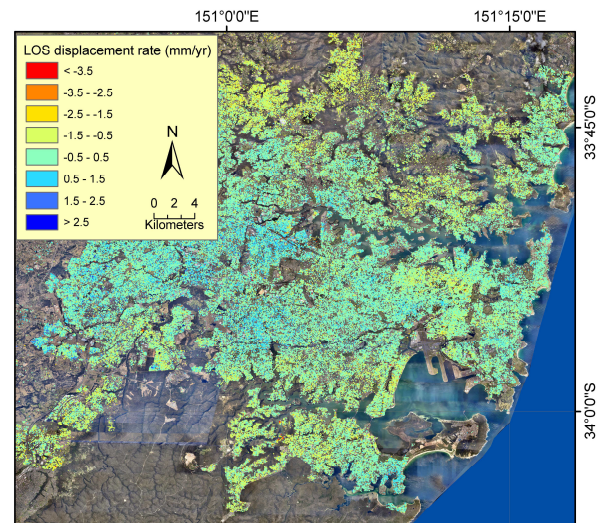 151°0'0"E
151°15'0"E
LOS displacement rate (mm/yr)
< -3.5
-3.5 - -2.5
-2.5 - -1.5
-1.5 - -0.5
-0.5 - 0.5
0.5 - 1.5
1.5 - 2.5
> 2.5
N
0 2 4
Kilometers
33°45'0"S
34°0'0"S